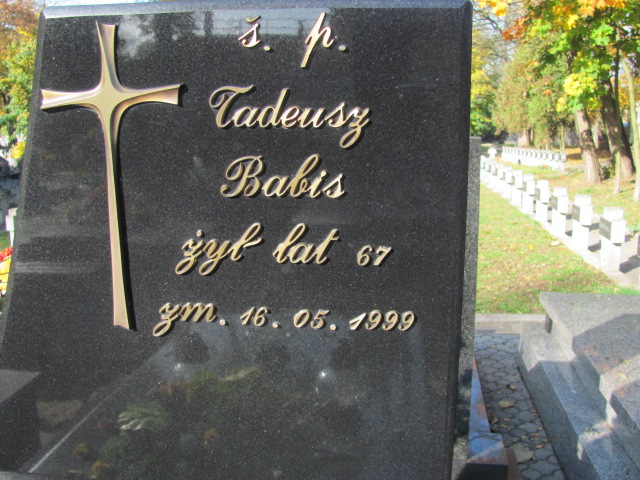 ś. p.
Tadeusz
Babis
żył lat 67
zm. 16. 05. 1999